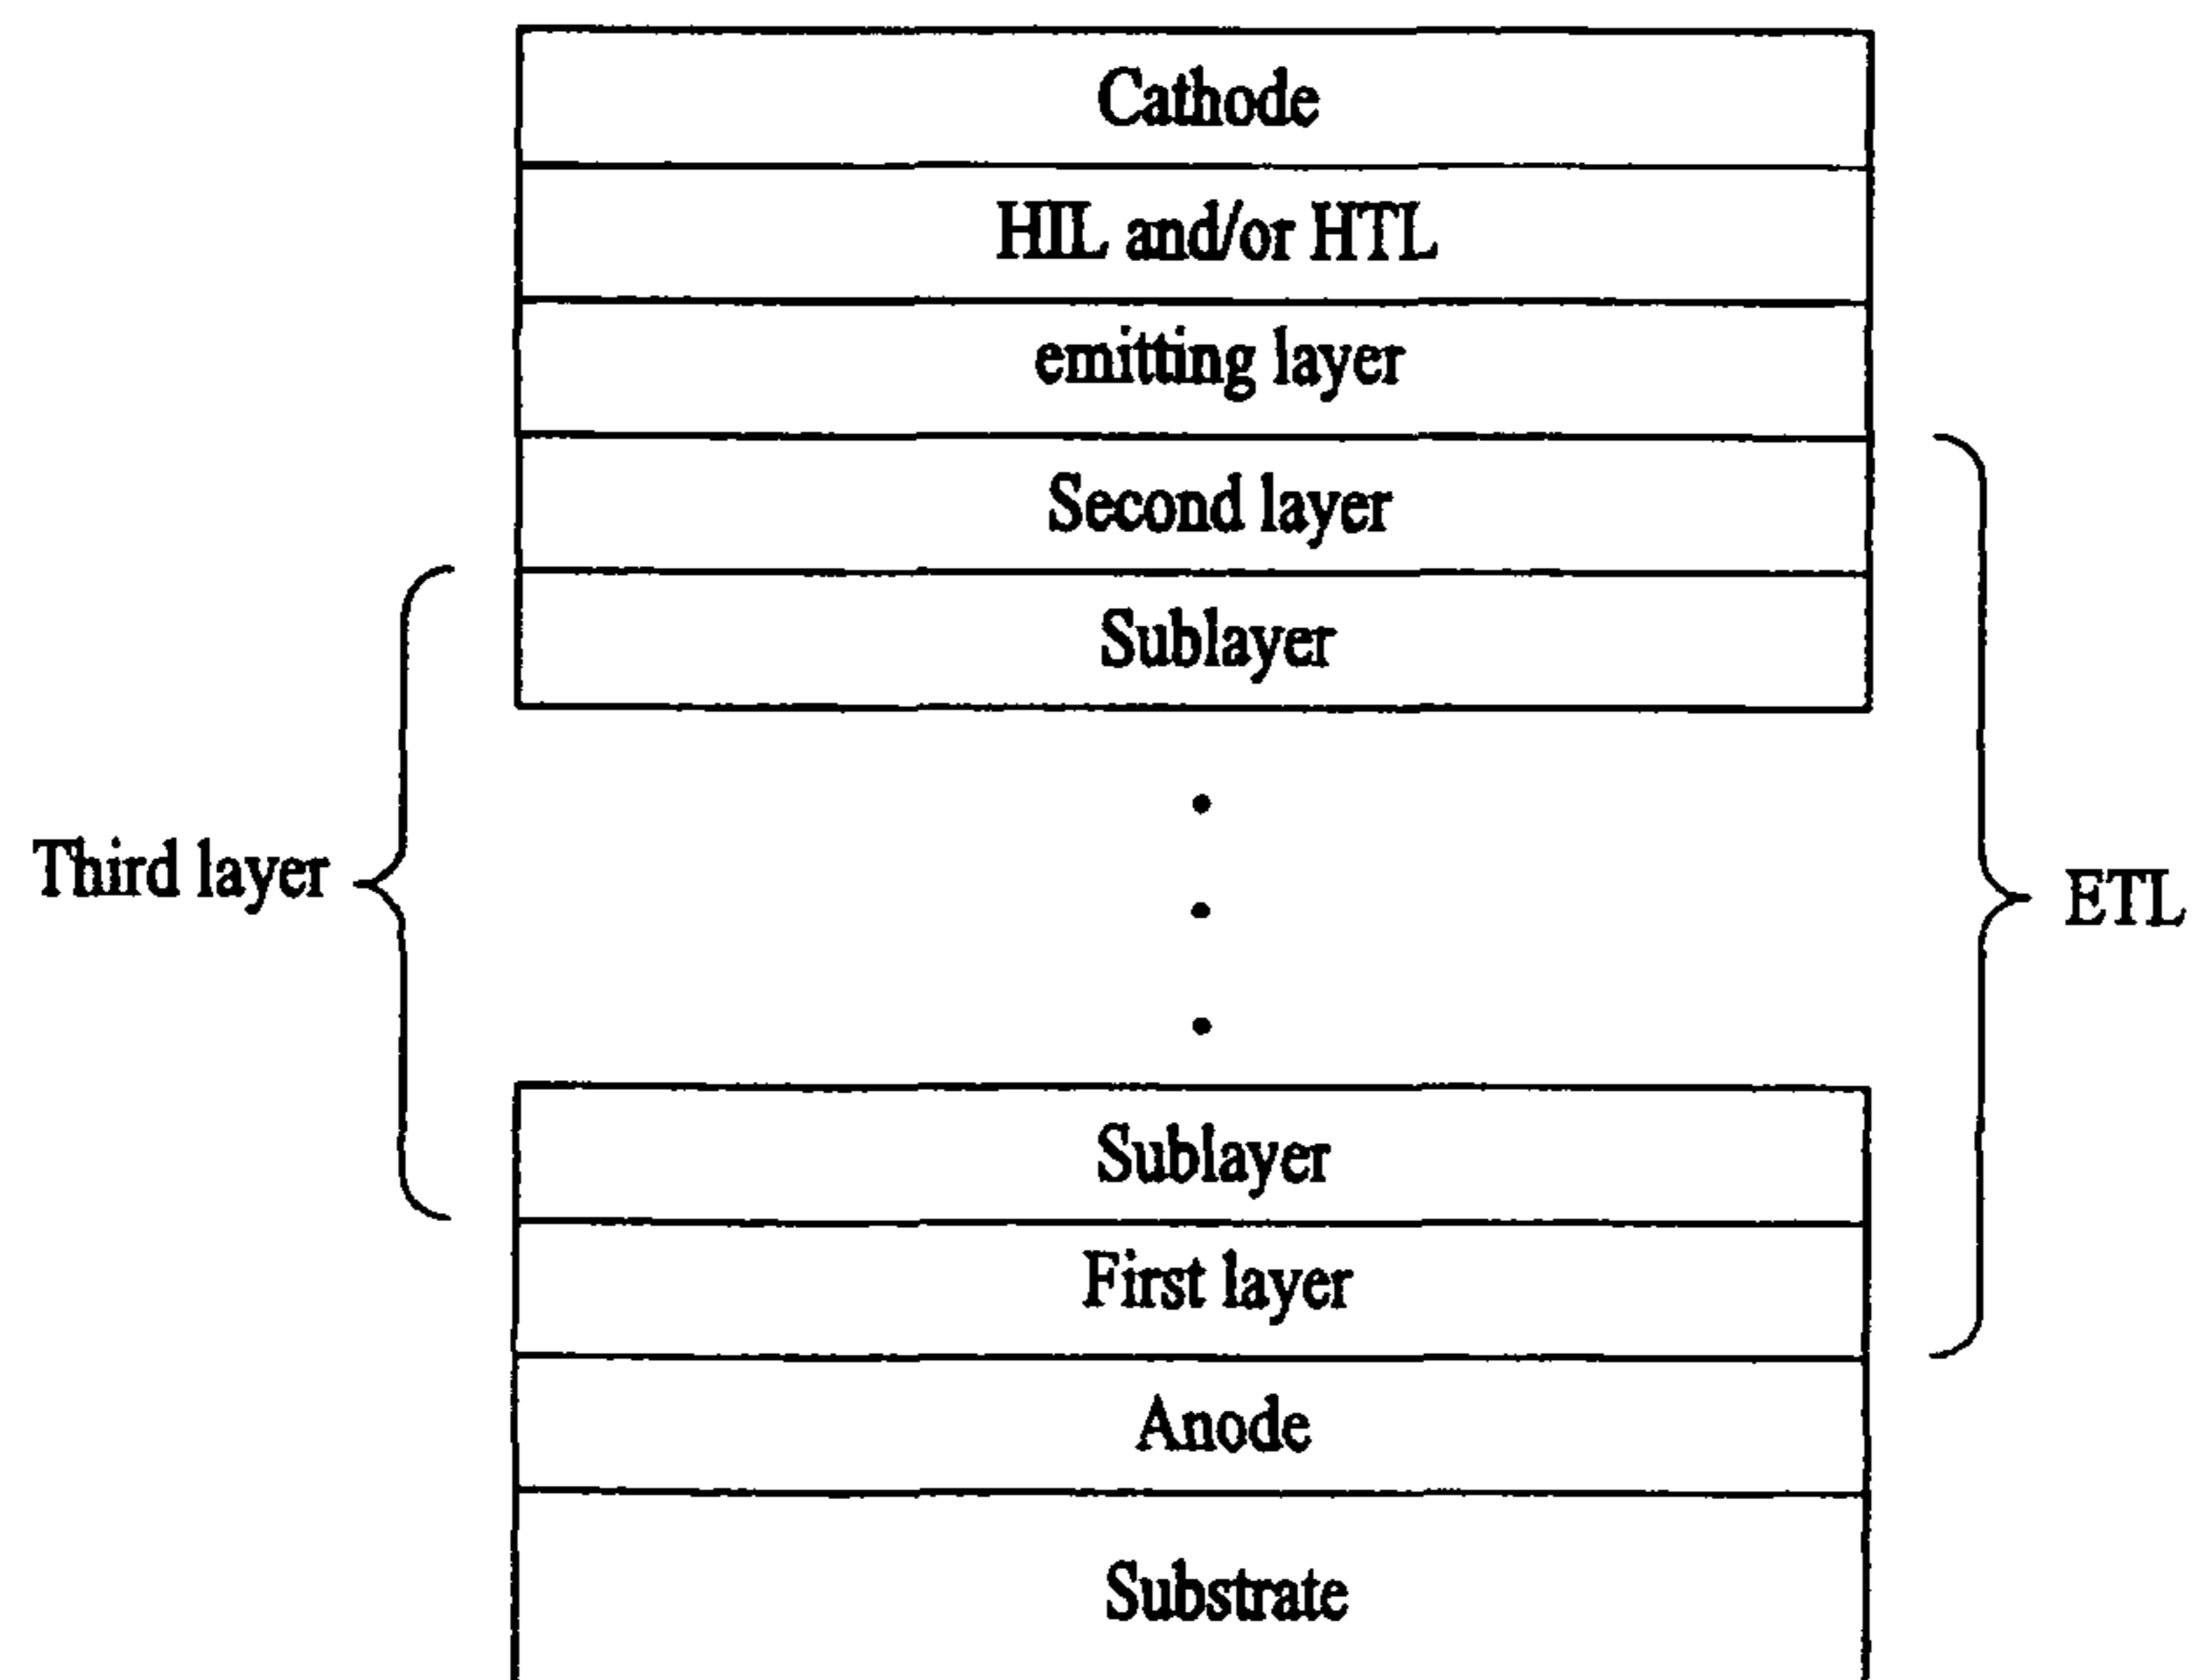 Cathode
HIL and/or HTL
emitting layer
Second layer
Sublayer
Third layer
ETL
Sublayer
First layer
Anode
Substrate